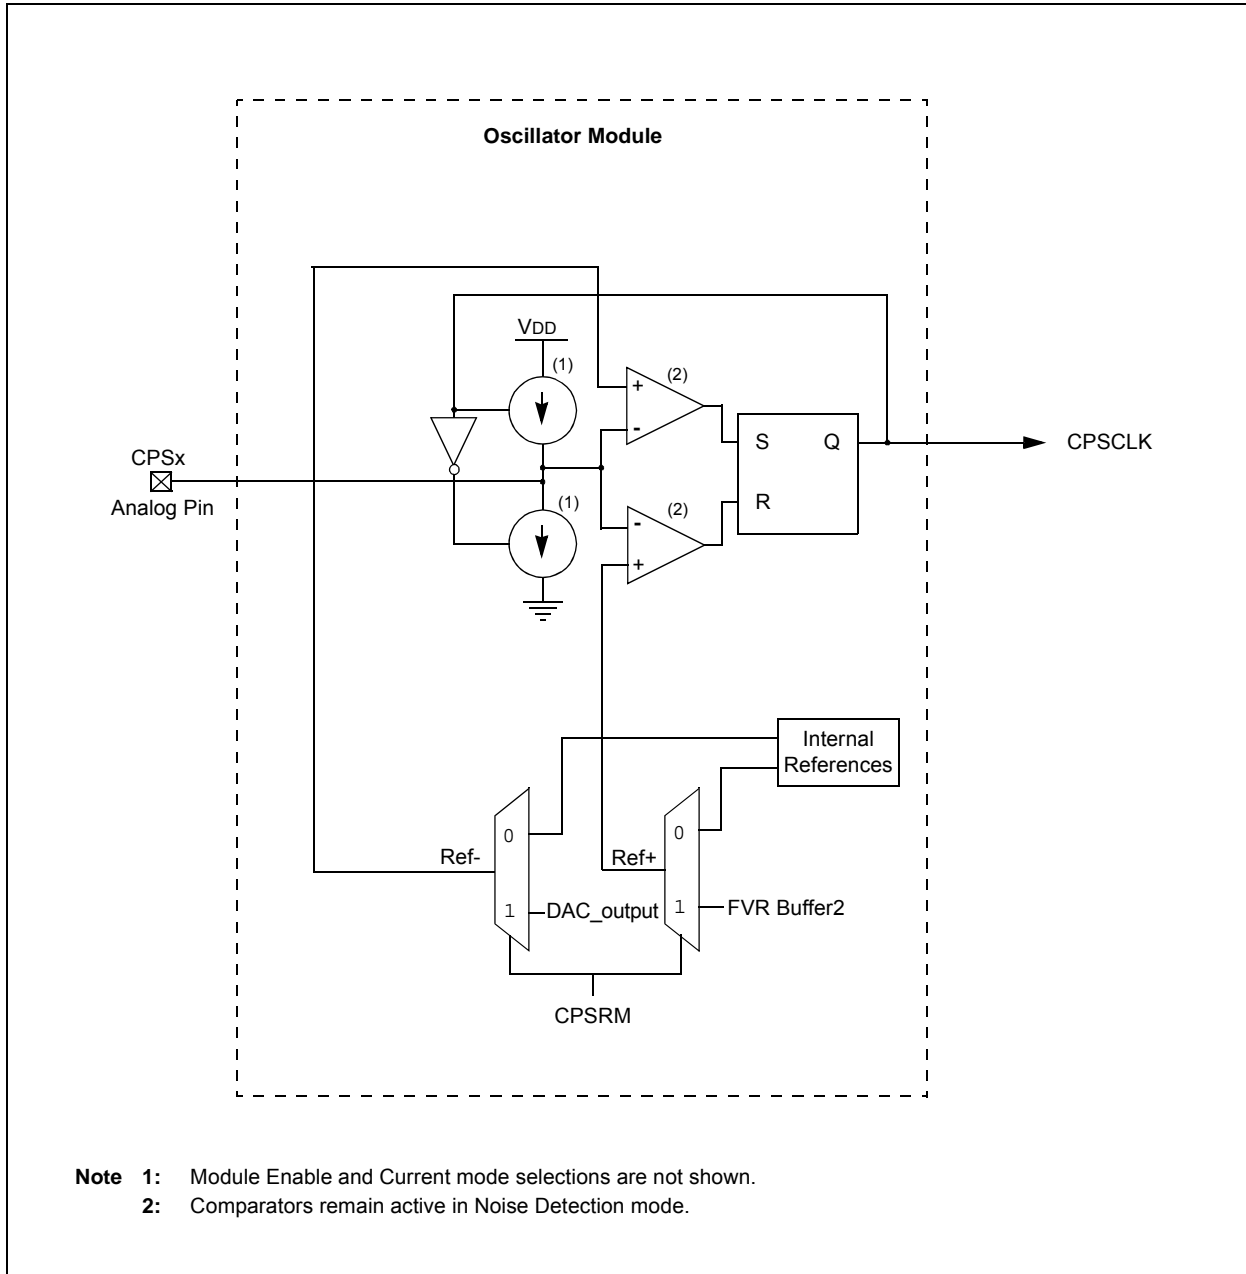 Oscillator Module
VDD
(1)
(2)
+
-
S Q
CPSCLK
CPSx
Analog Pin
(1)
(2)
R
-
+
Internal
References
0
0
Ref-
Ref+
1
DAC_output
1
FVR Buffer2
CPSRM
Note 1: Module Enable and Current mode selections are not shown.
2: Comparators remain active in Noise Detection mode.